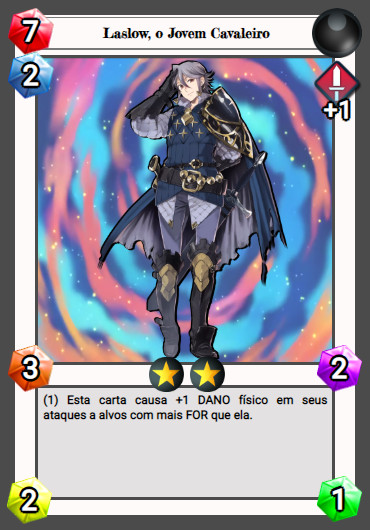 7
Laslow, o Jovem Cavaleiro
2
+1
3
2
(1) Esta carta causa +1 DANO físico em seus
ataques a alvos com mais FOR que ela.
2
1